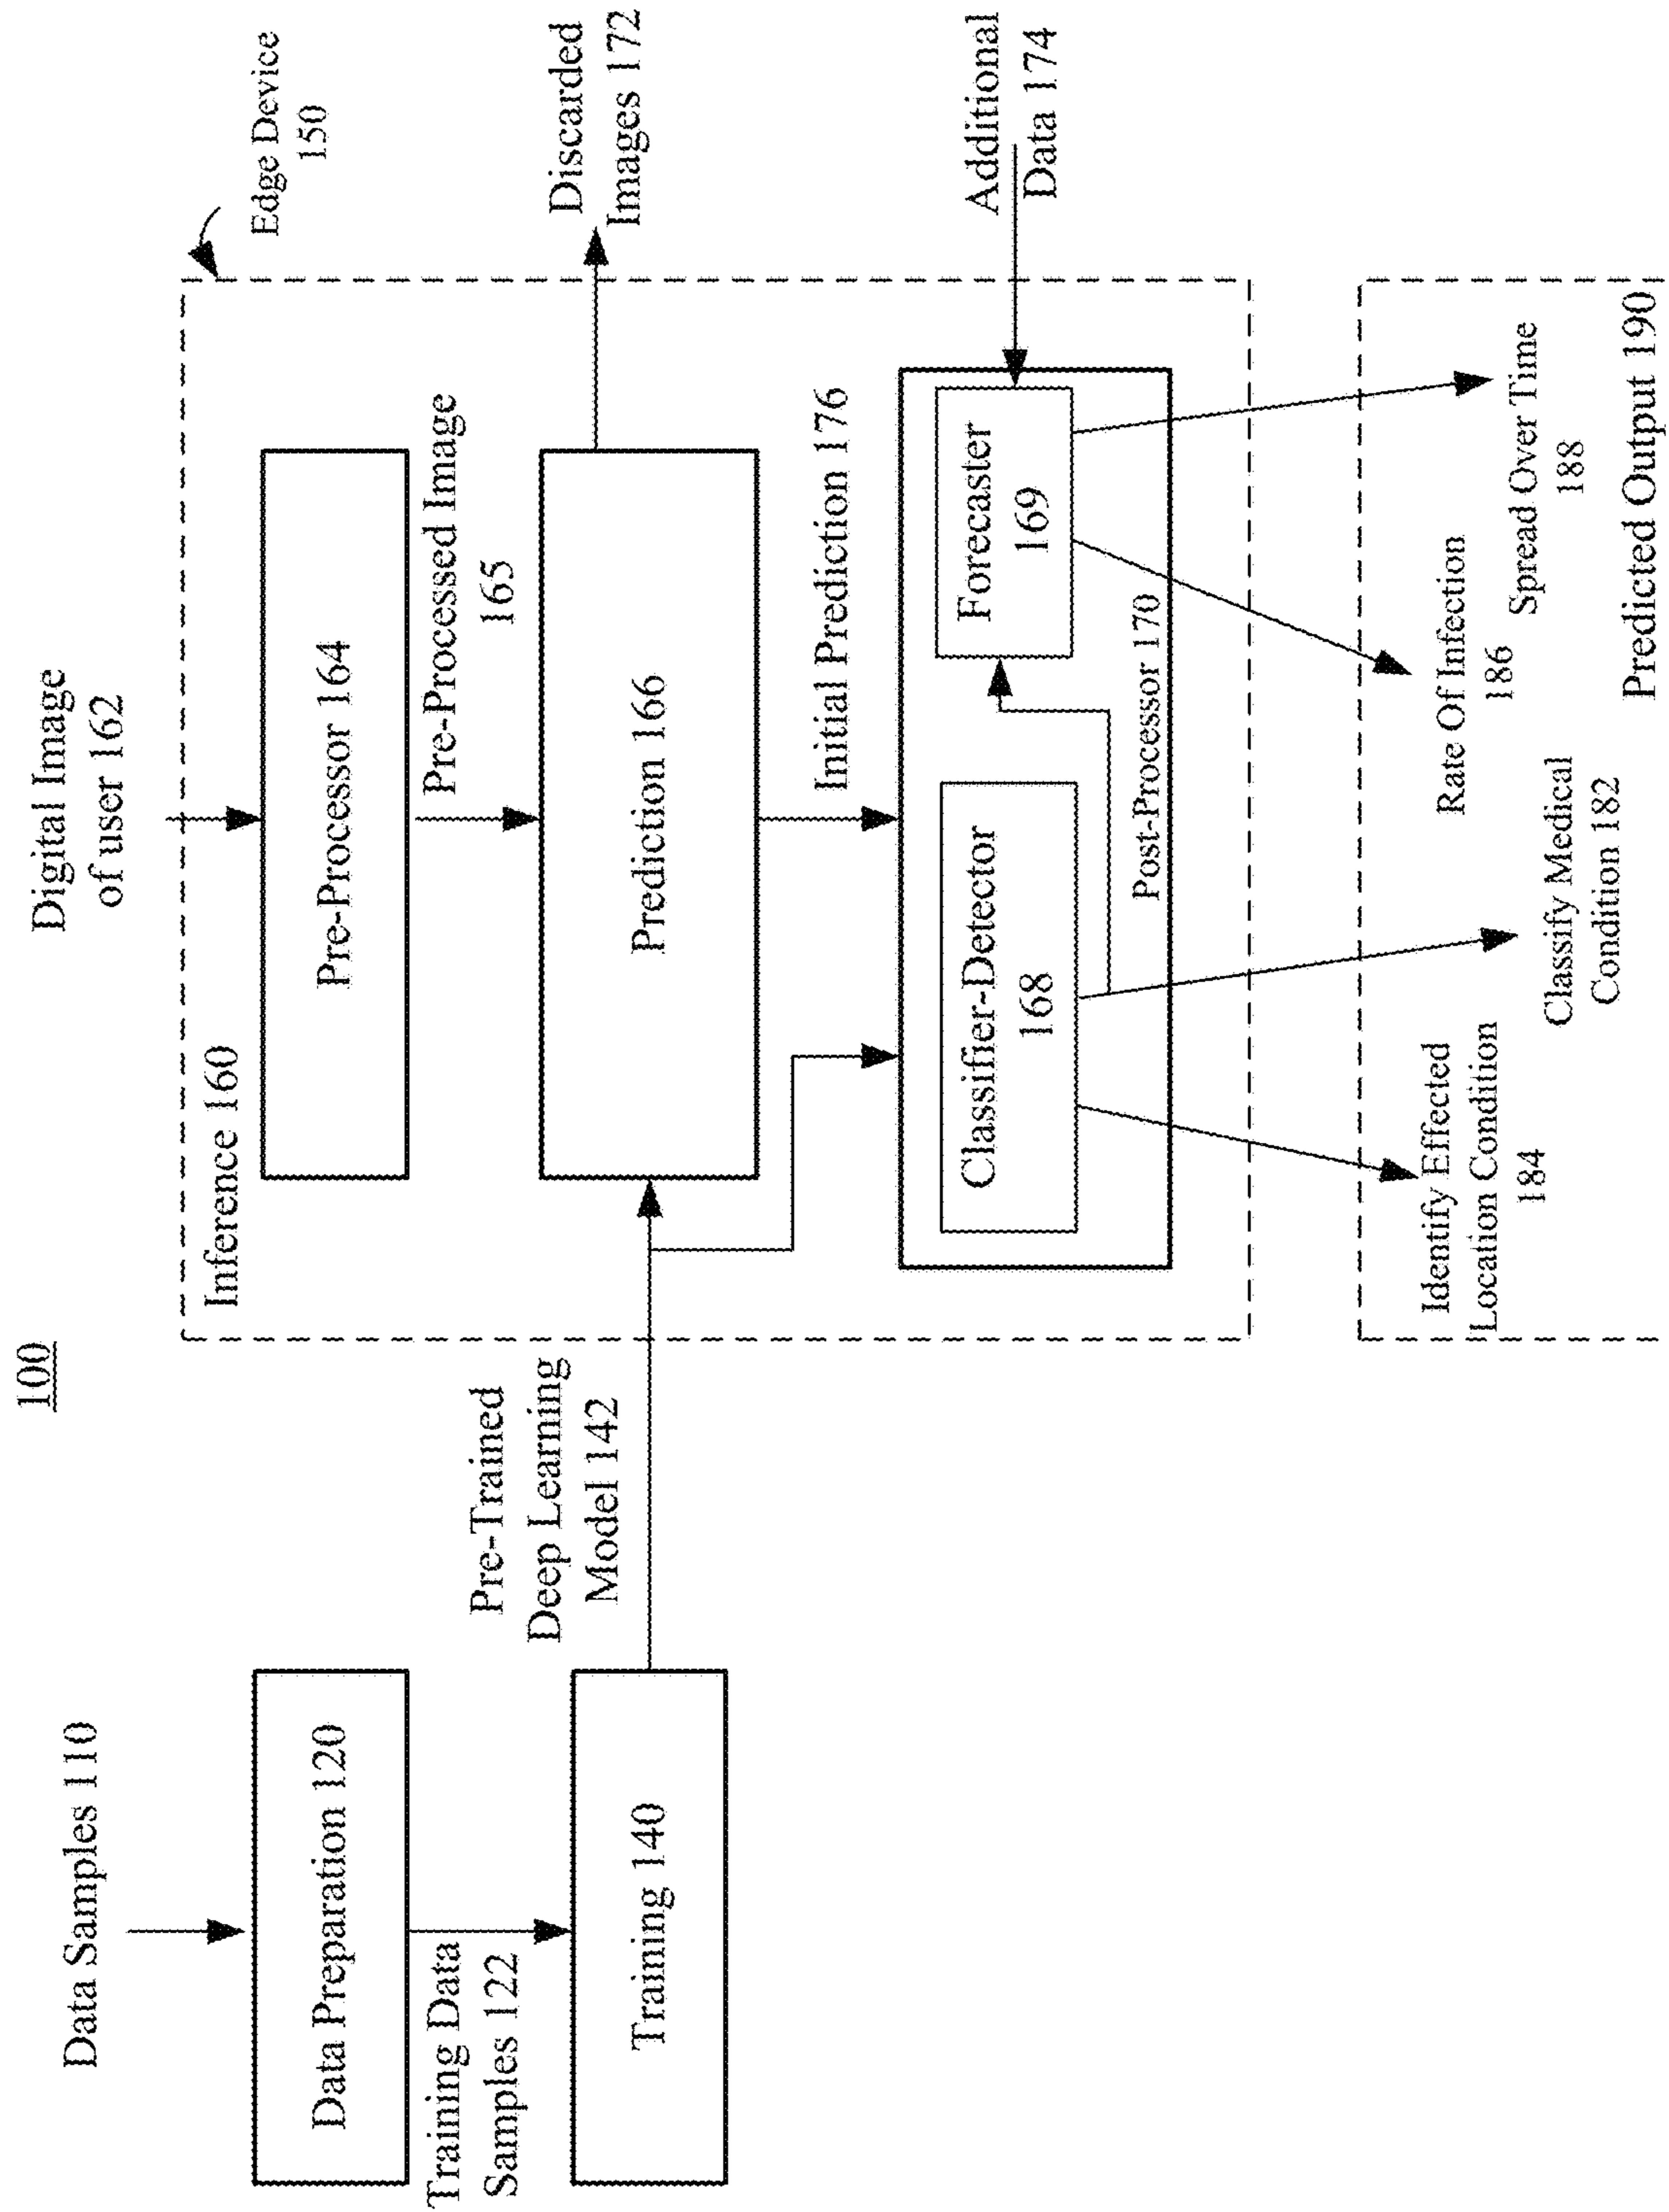 100
Data Samples 110
Data Preparation 120
Training Data
Samples 122
Training 140
Pre-Trained
Deep Learning
Model 142
Digital Image
of user 162
Edge Device
150
Inference 160
Pre-Processor 164
Pre-Processed Image
165
Prediction 166
Discarded
Images 172
Initial Prediction 176
Additional
Data 174
Classifier-Detector
168
Forecaster
169
Post-Processor 170
Identify Effected
Location Condition
184
Classify Medical
Condition 182
Rate Of Infection
186
Spread Over Time
188
Predicted Output 190